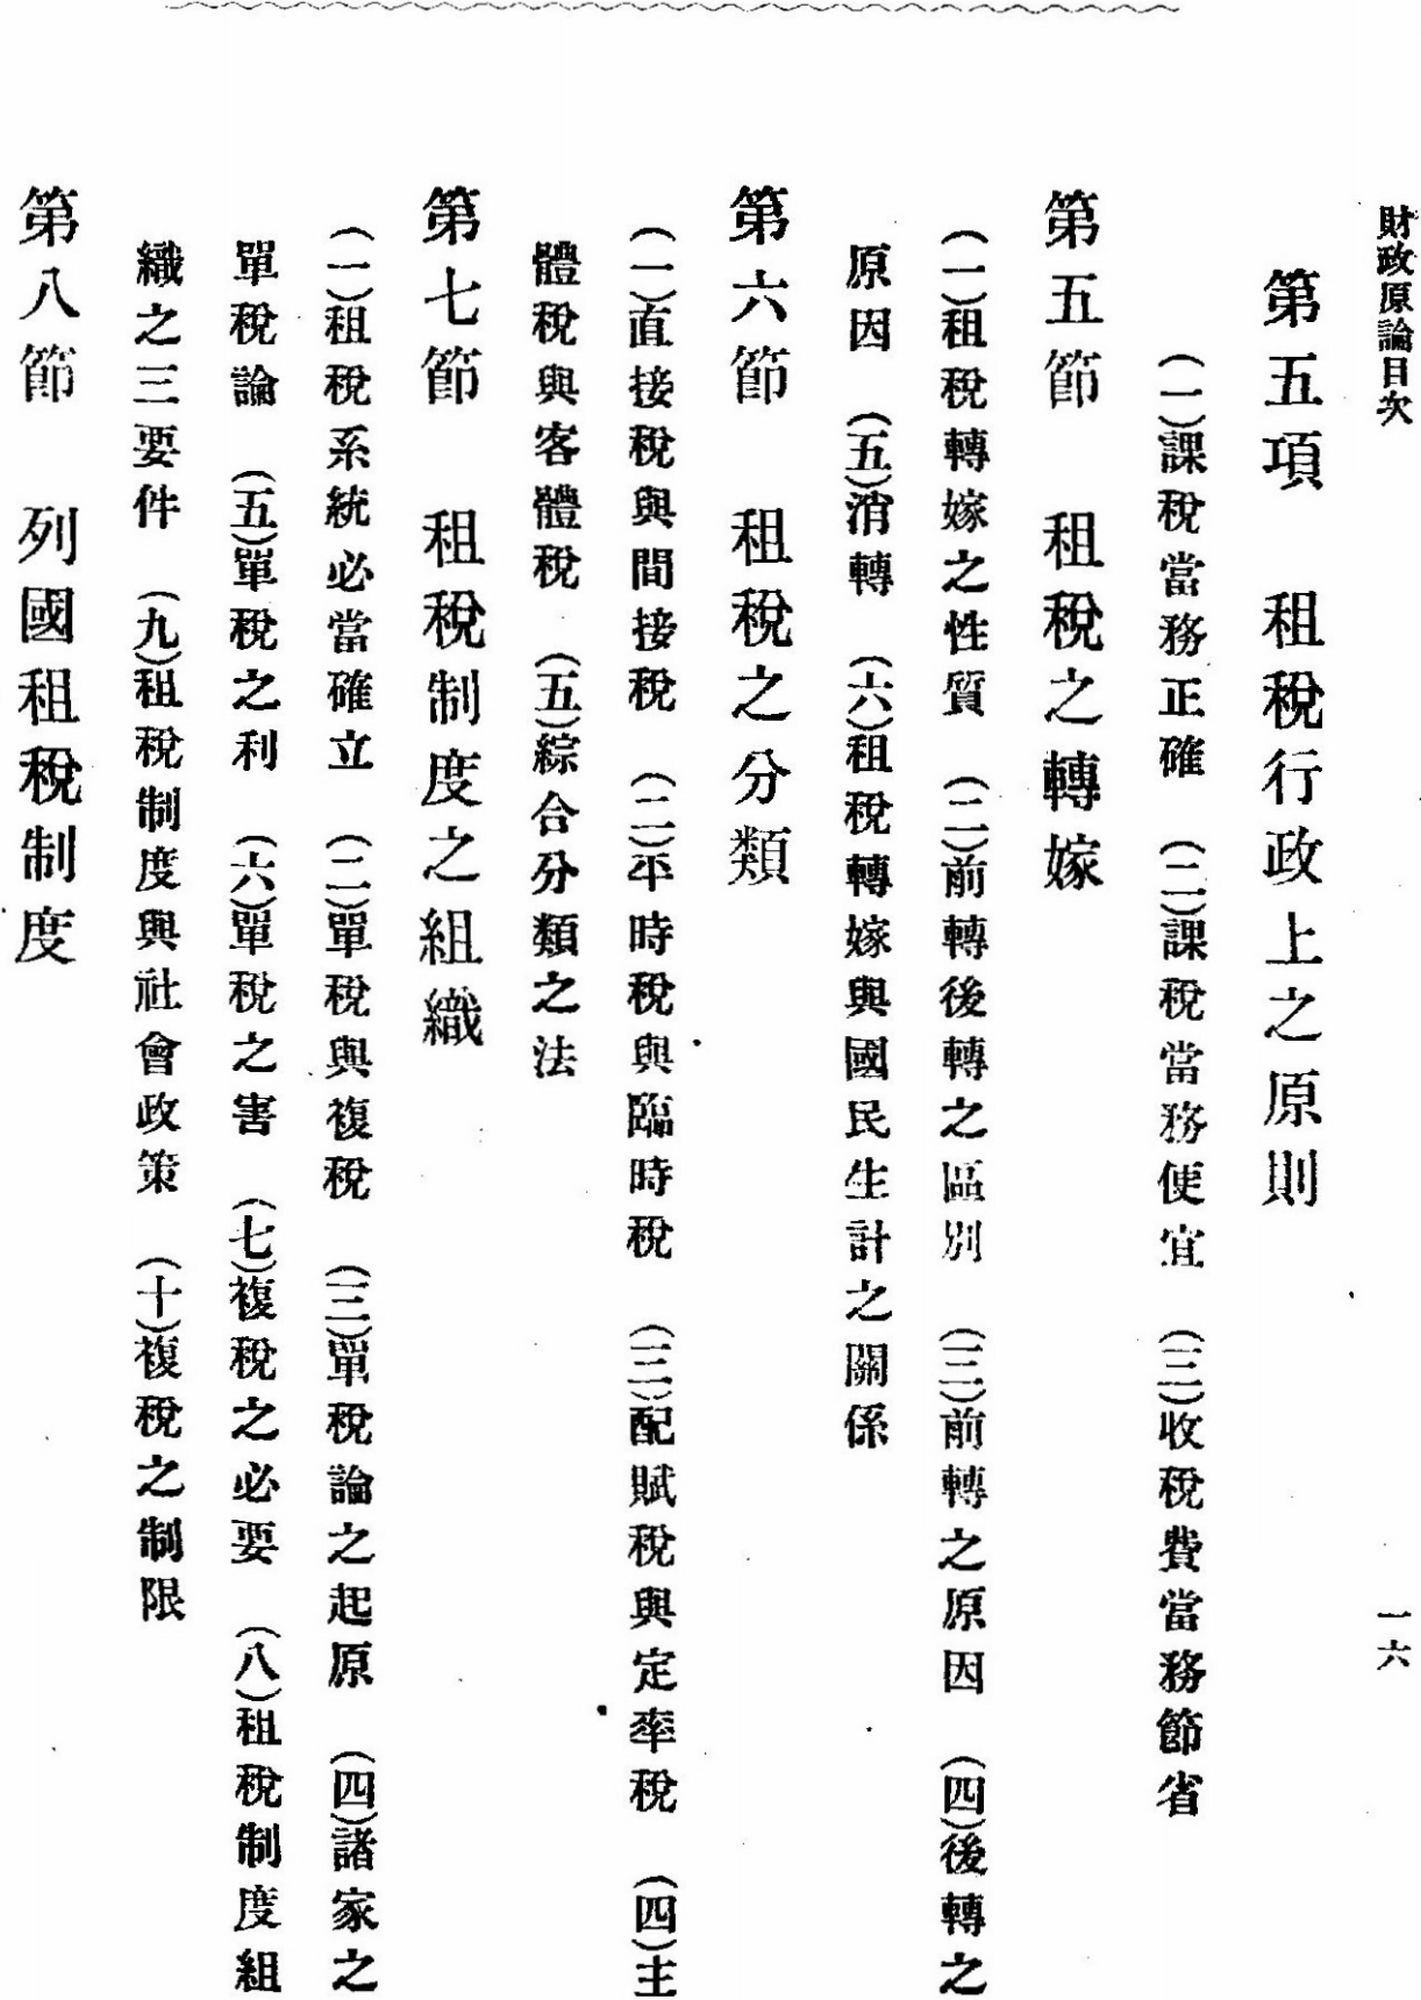 財政原論目次
一六
第五項　租稅行政上之原則
(一)課稅當務正確　(二)課稅當務便宜　(三)收稅費當務節省
第五節　租稅之轉嫁
(一)租稅轉嫁之性質　(二)前轉後轉之區別　(三)前轉之原因　(四)後轉之
原因　(五)消轉　(六)租稅轉嫁與國民生計之關係
第六節　租稅之分類
(一)直接稅與間接稅　(二)平時稅與臨時稅　(三)配賦稅與定率稅　(四)主
體稅與客體稅　(五)綜合分類之法
第七節　租稅制度之組織
(一)租稅系統必當確立　(二)單稅與複稅　(三)單稅論之起原　(四)諸家之
單稅論　(五)單稅之利　(六)單稅之害　(七)複稅之必要　(八)租稅制度組
織之三要件　(九)租稅制度與社會政策　(十)複稅之制限
第八節　列國租稅制度